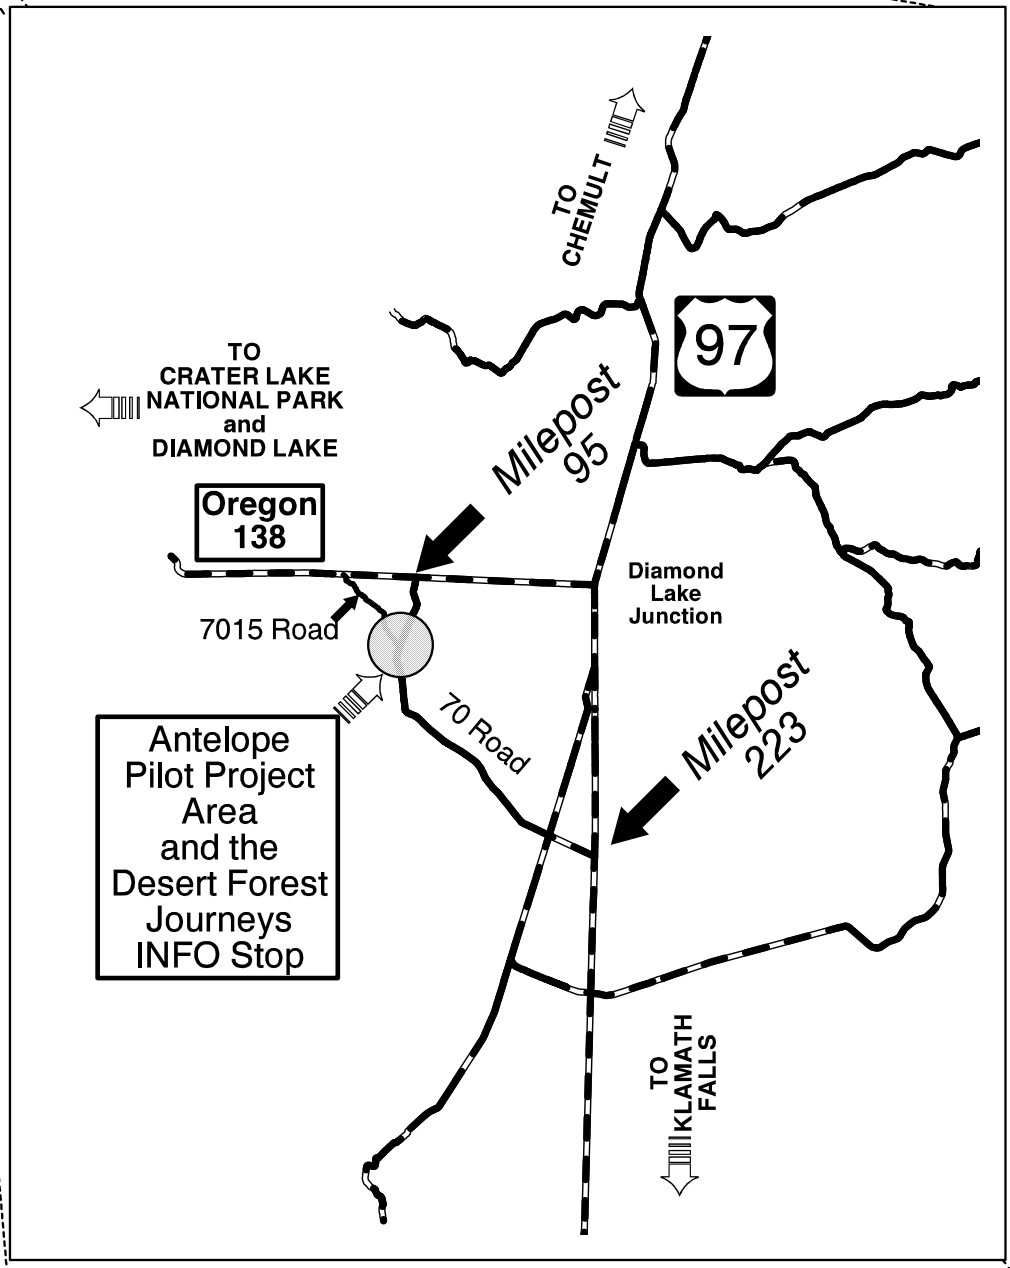 TO
CHEMULT
97
TO
CRATER LAKE
NATIONAL PARK
and
DIAMOND LAKE
Milepost
95
Oregon
138
Diamond
Lake
Junction
7015 Road
70 Road
Milepost
223
Antelope
Pilot Project
Area
and the
Desert Forest
Journeys
INFO Stop
TO
KLAMATH
FALLS